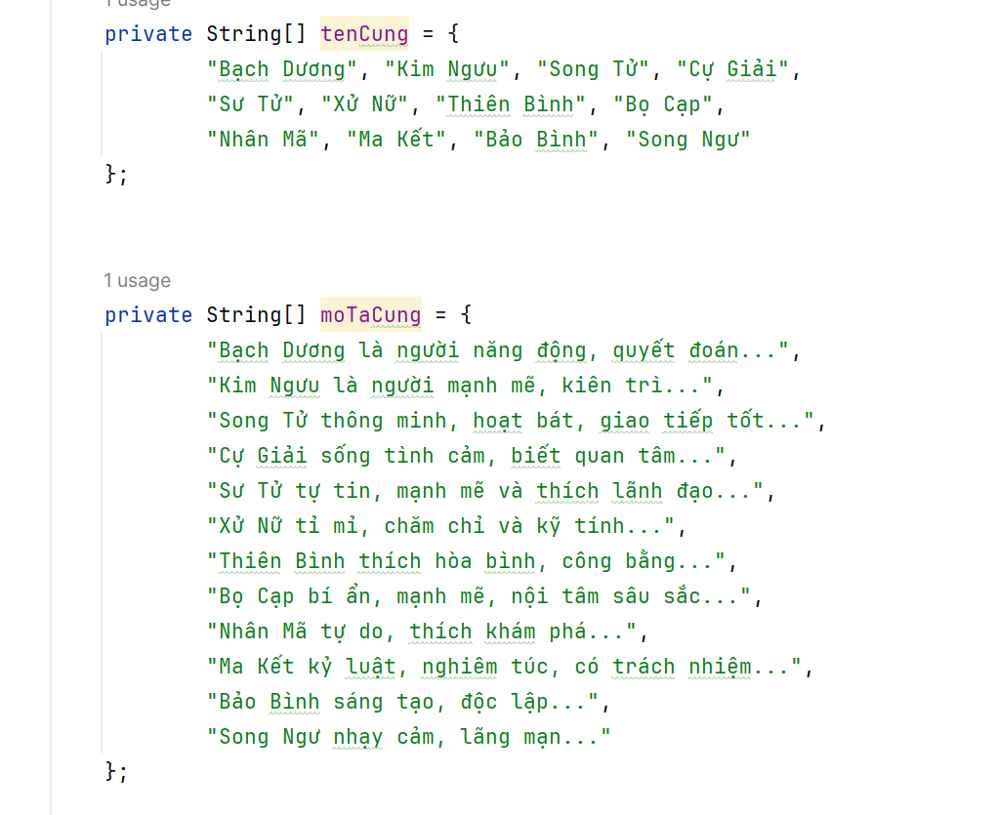 1 usage
private String[] tenCung = {
"Bạch Dương", "Kim Ngưu", "Song Tử", "Cự Giải",
"Sư Tử", "Xử Nữ", "Thiên Bình", "Bọ Cạp",
"Nhân Mã", "Ma Kết", "Bảo Bình", "Song Ngư"
};
1 usage
private String[] moTaCung = {
"Bạch Dương là người năng động, quyết đoán...",
"Kim Ngưu là người mạnh mẽ, kiên trì...",
"Song Tử thông minh, hoạt bát, giao tiếp tốt...",
"Cự Giải sống tình cảm, biết quan tâm...",
"Sư Tử tự tin, mạnh mẽ và thích lãnh đạo...",
"Xử Nữ tỉ mỉ, chăm chỉ và kỹ tính...",
"Thiên Bình thích hòa bình, công bằng...",
"Bọ Cạp bí ẩn, mạnh mẽ, nội tâm sâu sắc...",
"Nhân Mã tự do, thích khám phá...",
"Ma Kết kỷ luật, nghiêm túc, có trách nhiệm...",
"Bảo Bình sáng tạo, độc lập...",
"Song Ngư nhạy cảm, lãng mạn..."
};